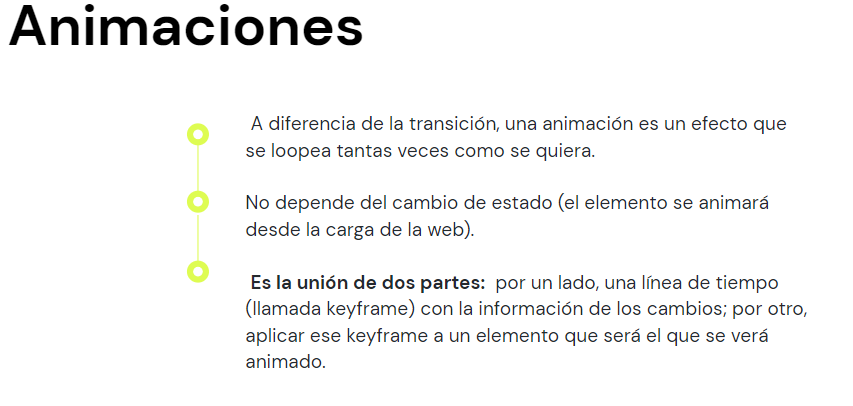 Animaciones
A diferencia de la transición, una animación es un efecto que
se loopea tantas veces como se quiera.
No depende del cambio de estado (el elemento se animará
desde la carga de la web).
Es la unión de dos partes: por un lado, una línea de tiempo
(llamada keyframe) con la información de los cambios; por otro,
aplicar ese keyframe a un elemento que será el que se verá
animado.